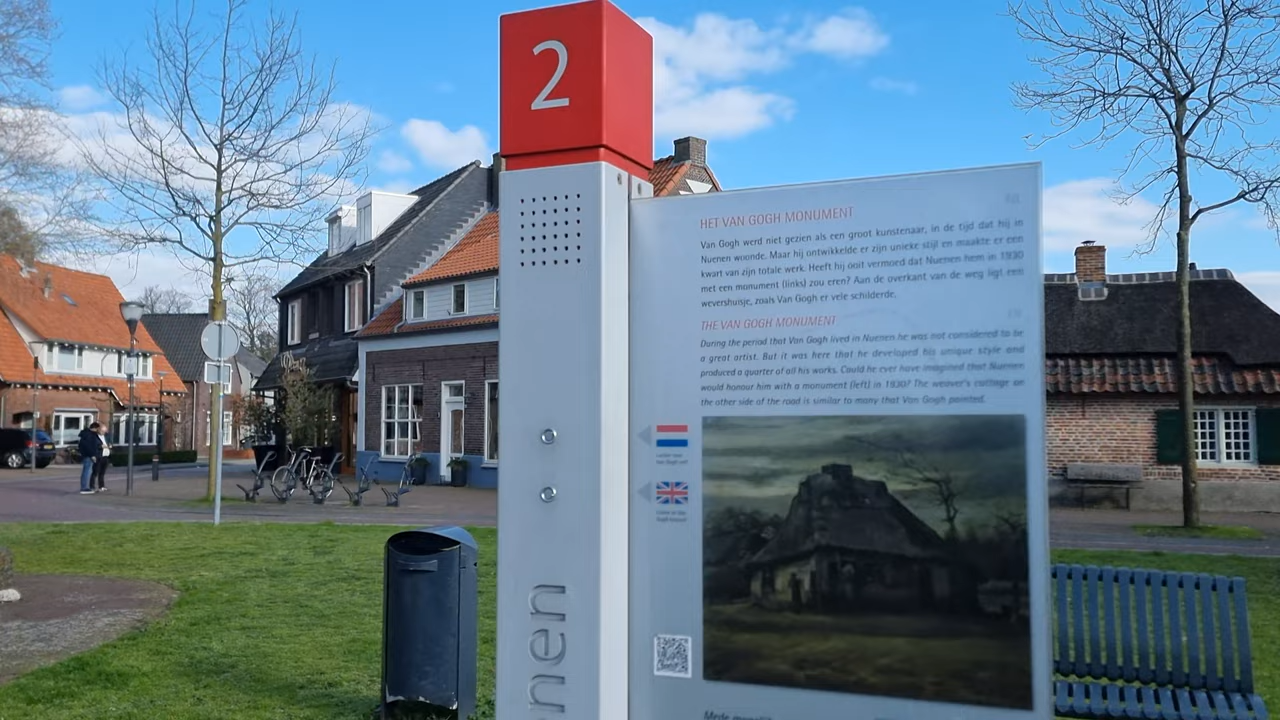 2
HET VAN GOGH MONUMENT
Van Gogh werd niet gezien als een groot kunstenaar, in de tijd dat hij in
Nuenen woonde. Maar hij ontwikkelde er zijn unieke stijl en maakte er een
kwart van zijn totale werk. Heeft hij ooit vermoed dat Nuenen hem in 1930
met een monument (links) zou eren? Aan de overkant van de weg ligt een
wevershuisje, zoals Van Gogh er vele schilderde.
THE VAN GOGH MONUMENT
During the period that Van Gogh lived in Nuenen he was not considered to be
a great artist. But it was here that he developed his unique style and
produced a quarter of all his works. Could he ever have imagined that Nuenen
would honour him with a monument (left) in 1930? The weaver's cottage on
the other side of the road is similar to many that Van Gogh painted.
nen